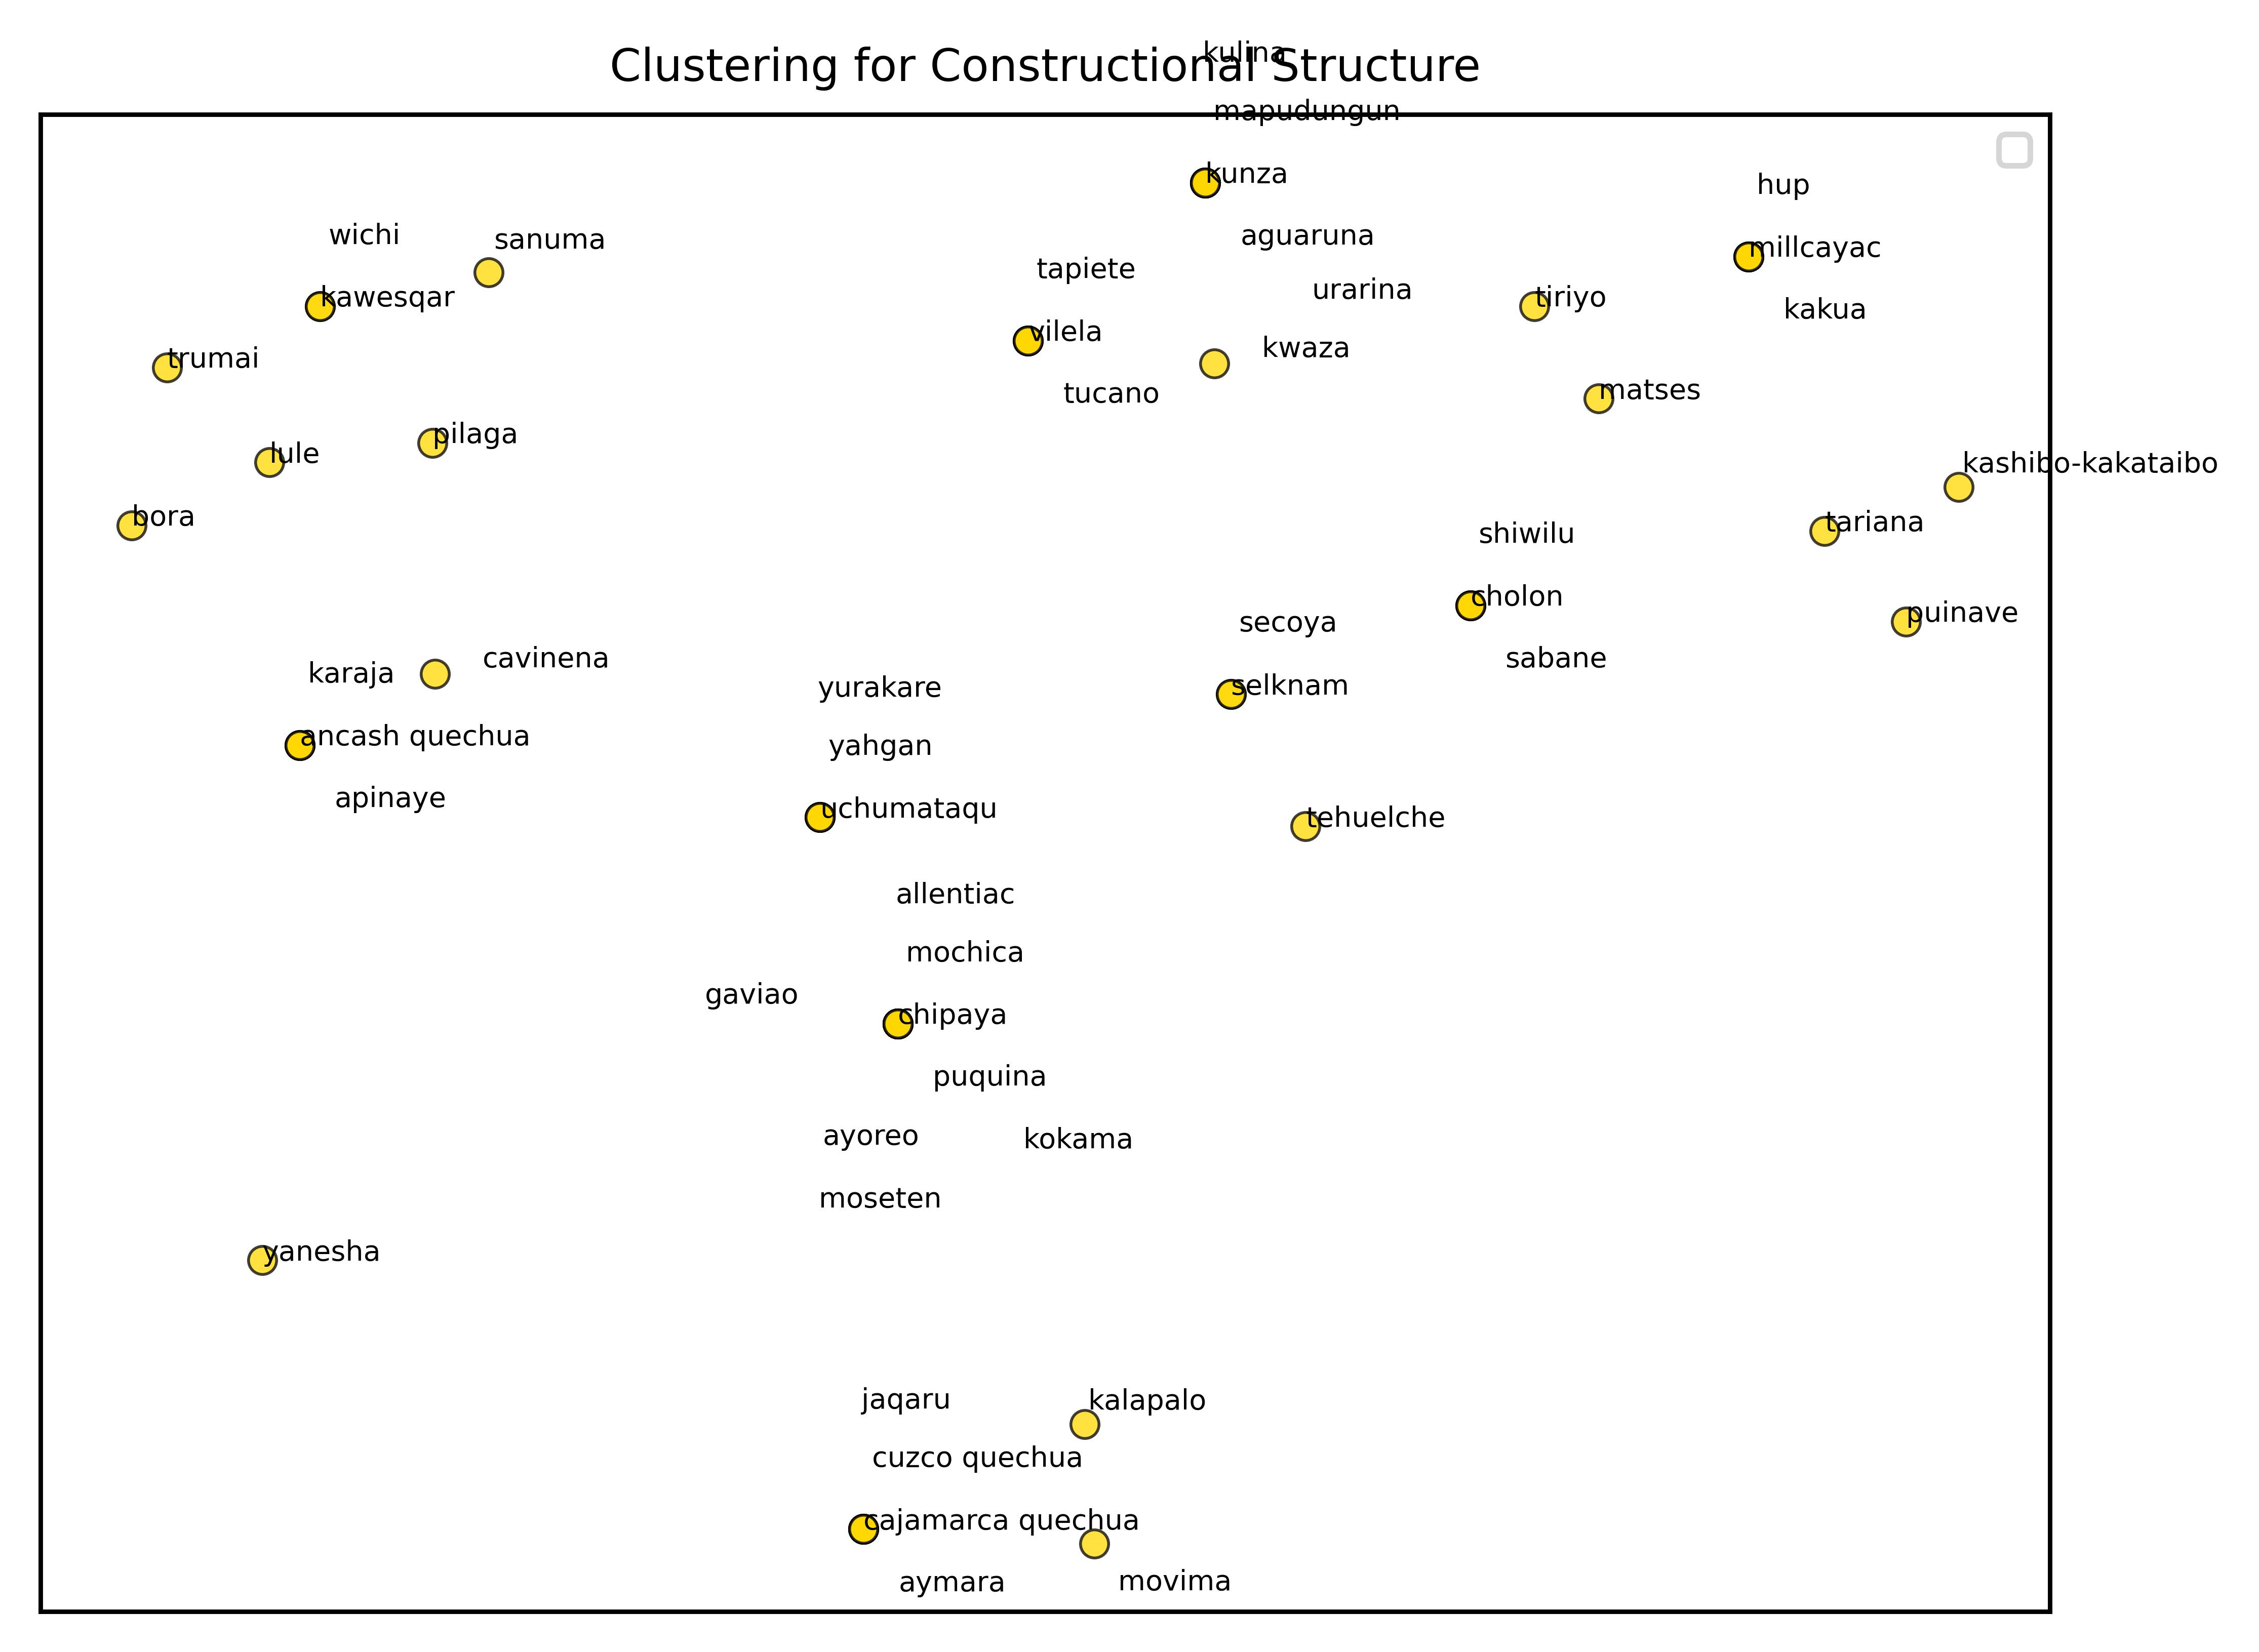 kulina
Clustering for Constructional Structure
mapudungun
kunza
hup
wichi
sanuma
aguaruna
millcayac
tapiete
urarina
kawesqar
tiriyo
kakua
vilela
kwaza
trumai
tucano
matses
pilaga
lule
kashibo-kakataibo
bora
tariana
shiwilu
cholon
puinave
secoya
karaja
cavinena
sabane
yurakare
selknam
ancash quechua
yahgan
apinaye
uchumataqu
tehuelche
allentiac
mochica
gaviao
chipaya
puquina
ayoreo
kokama
moseten
yanesha
jaqaru
kalapalo
cuzco quechua
cajamarca quechua
aymara
movima